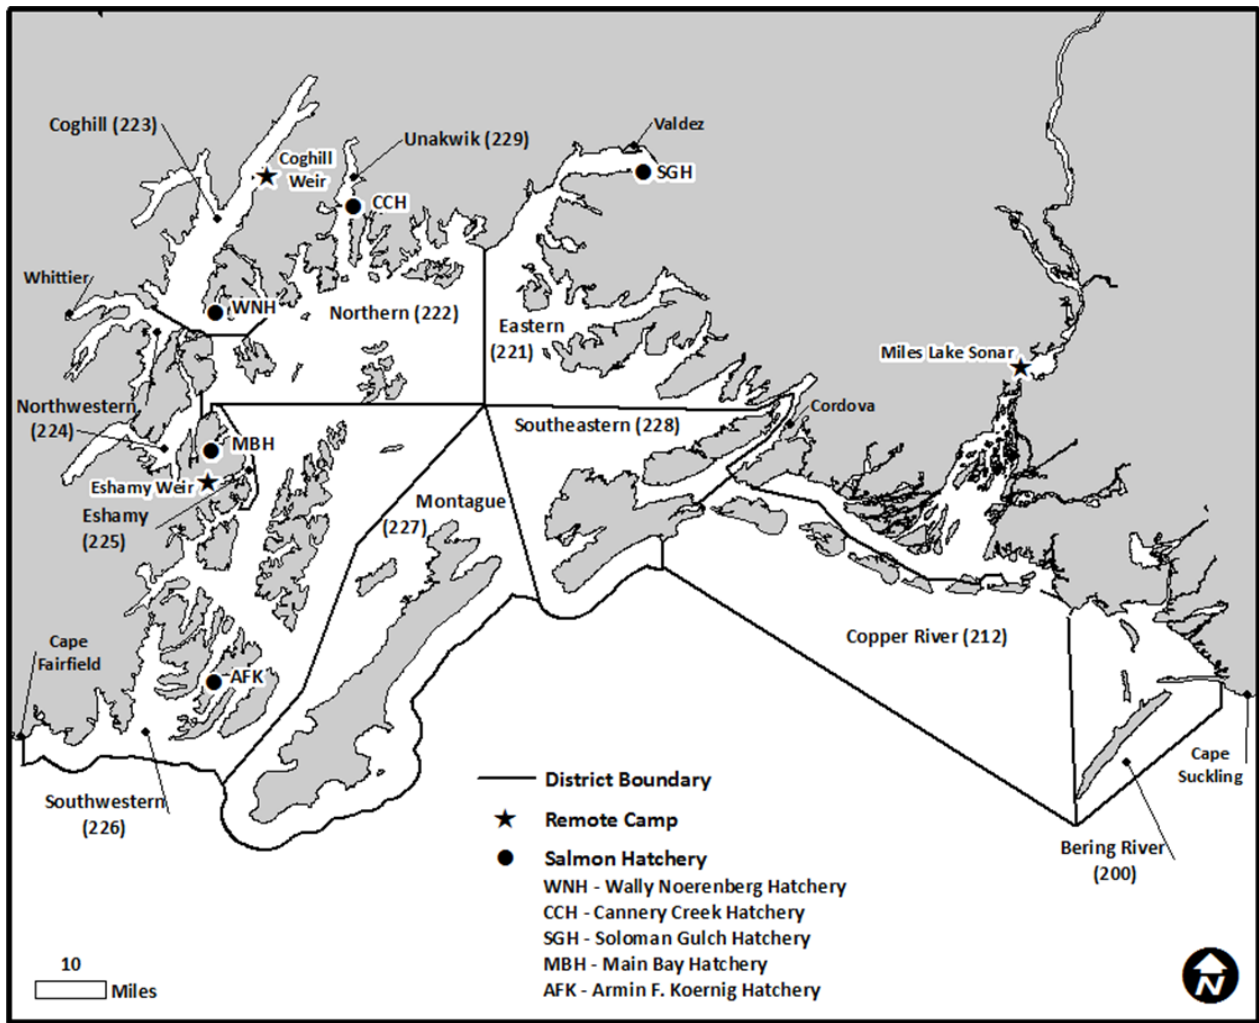 Coghill (223)
Coghill
Weir
Unakwik (229)
Valdez
SGH
CCH
Whittier
WNH
Northern (222)
Eastern
(221)
Miles Lake Sonar
Northwestern
(224)
MBH
Southeastern (228)
Cordova
Eshamy Weir
Eshamy
(225)
Montague
(227)
Cape
Fairfield
AFK
Copper River (212)
Southwestern
(226)
Cape
Suckling
Bering River
(200)
District Boundary
Remote Camp
Salmon Hatchery
WNH - Wally Noerenberg Hatchery
CCH - Cannery Creek Hatchery
SGH - Soloman Gulch Hatchery
MBH - Main Bay Hatchery
AFK - Armin F. Koernig Hatchery
10
Miles
N